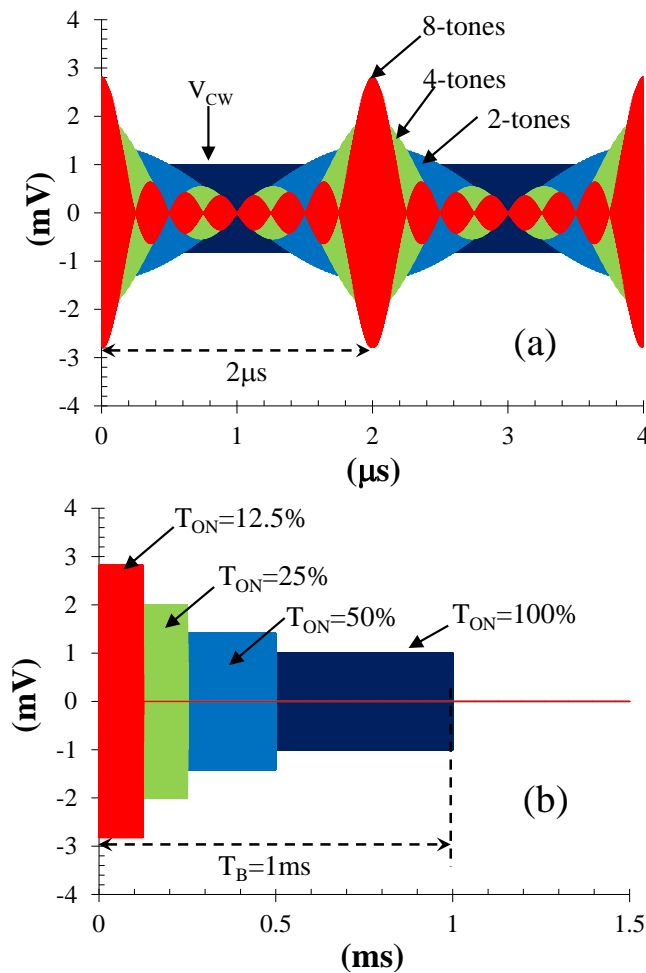 8-tones
4
3
V_CW
4-tones
2
2-tones
1
0
(mV)
-1
-2
-3
(a)
2μs
-4
0 1 2 3 4
(μs)
4
T_ON=12.5%
3
T_ON=25%
2
T_ON=50%
T_ON=100%
1
0
(mV)
-1
-2
(b)
-3
T_B=1ms
-4
0 0.5 1 1.5
(ms)